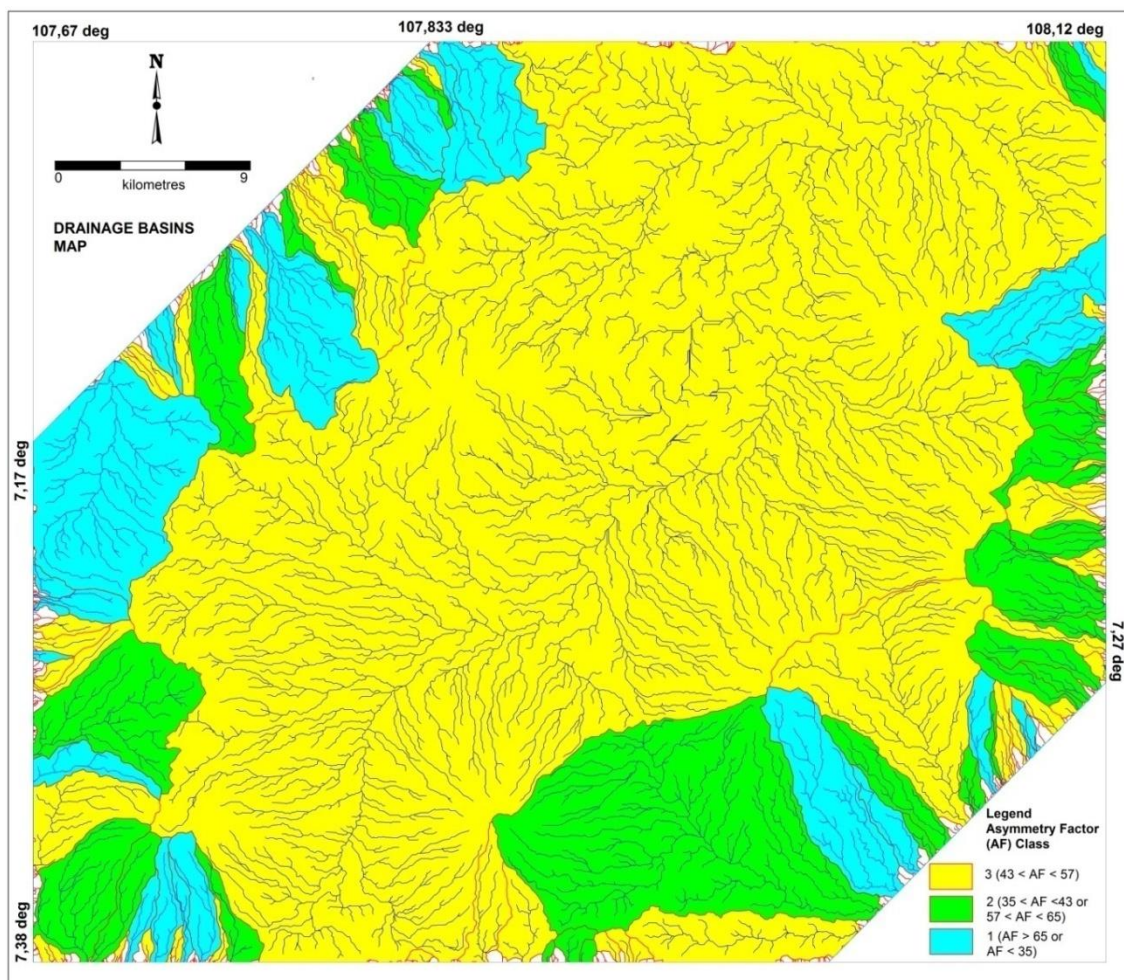 107,67 deg
107,833 deg
108,12 deg
N
0 9
kilometres
DRAINAGE BASINS
MAP
7,17 deg
7,27 deg
7,38 deg
Legend
Asymmetry Factor
(AF) Class
3 (43 < AF < 57)
2 (35 < AF <43 or
57 < AF < 65)
1 (AF > 65 or
AF < 35)